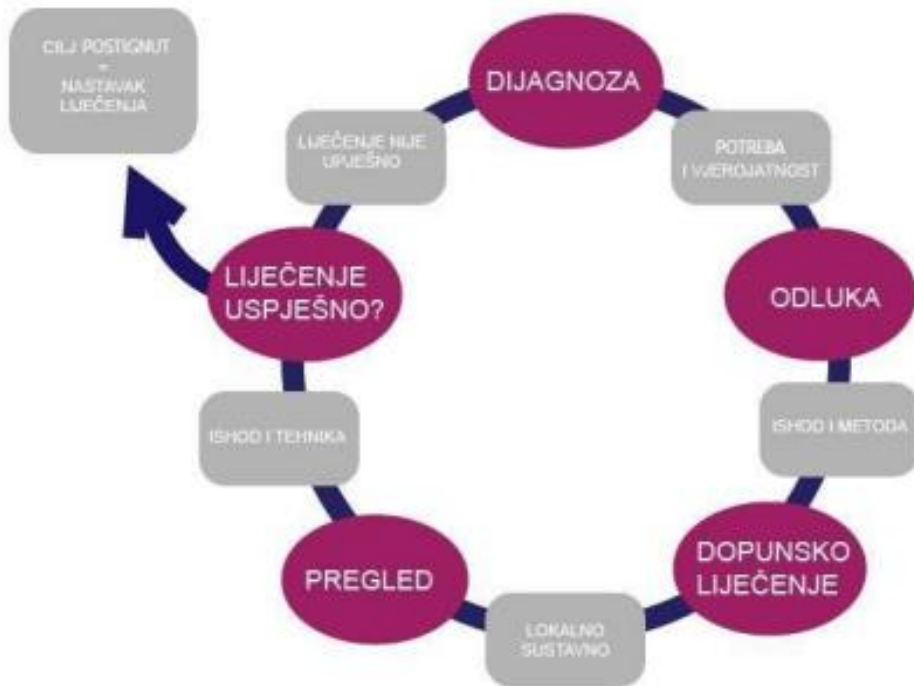 CILJ POSTIGNUT
–
NASTAVAK
LIJEČENJA
DIJAGNOZA
LIJEČENJE NIJE
UPJEŠNO
POTREBA
I VJEROJATNOST
LIJEČENJE
USPJEŠNO?
ODLUKA
ISHOD I TEHNIKA
ISHOD I METODA
PREGLED
DOPUNSKO
LIJEČENJE
LOKALNO
SUSTAVNO